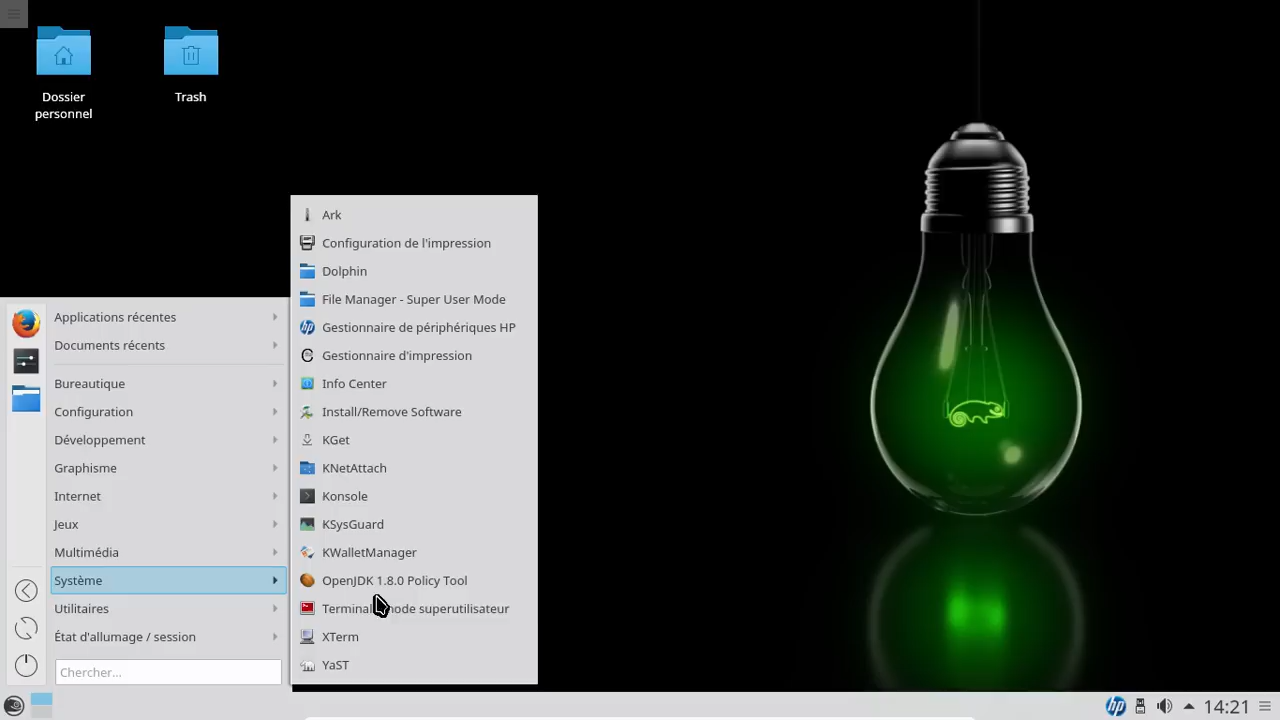 Dossier
personnel
Trash
Ark
Configuration de l'impression
Dolphin
File Manager - Super User Mode
Gestionnaire de périphériques HP
Gestionnaire d'impression
Info Center
Install/Remove Software
KGet
KNetAttach
Konsole
KSysGuard
KWalletManager
OpenJDK 1.8.0 Policy Tool
Terminal mode superutilisateur
XTerm
YaST
Applications récentes
Documents récents
Bureautique
Configuration
Développement
Graphisme
Internet
Jeux
Multimédia
Système
Utilitaires
État d'allumage / session
Chercher...
hp
14:21